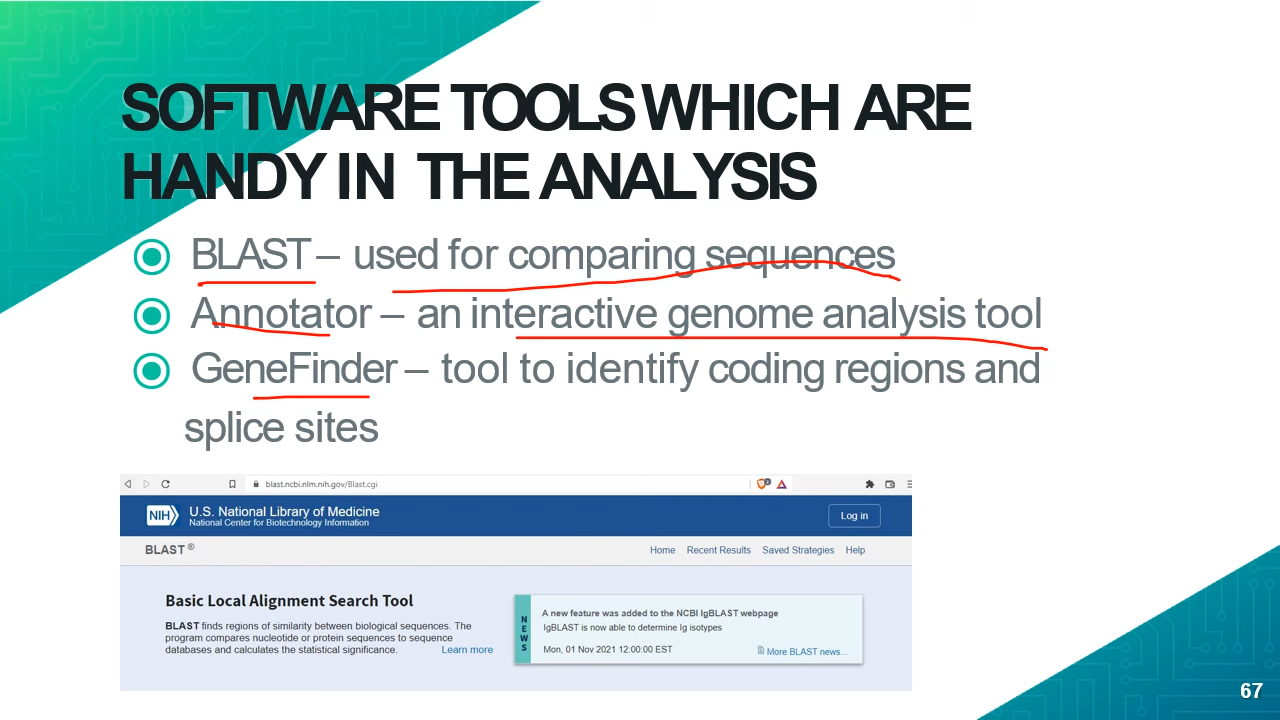 SOFTWARE TOOLS WHICH ARE
HANDY IN THE ANALYSIS
BLAST – used for comparing sequences
Annotator – an interactive genome analysis tool
GeneFinder – tool to identify coding regions and
splice sites
blast.ncbi.nlm.nih.gov/Blast.cgi
NIH
U.S. National Library of Medicine
National Center for Biotechnology Information
Log in
BLAST ®
Home Recent Results Saved Strategies Help
Basic Local Alignment Search Tool
BLAST finds regions of similarity between biological sequences. The
program compares nucleotide or protein sequences to sequence
databases and calculates the statistical significance.
Learn more
NEWS
A new feature was added to the NCBI IgBLAST webpage
IgBLAST is now able to determine Ig isotypes
Mon, 01 Nov 2021 12:00:00 EST
More BLAST news...
67